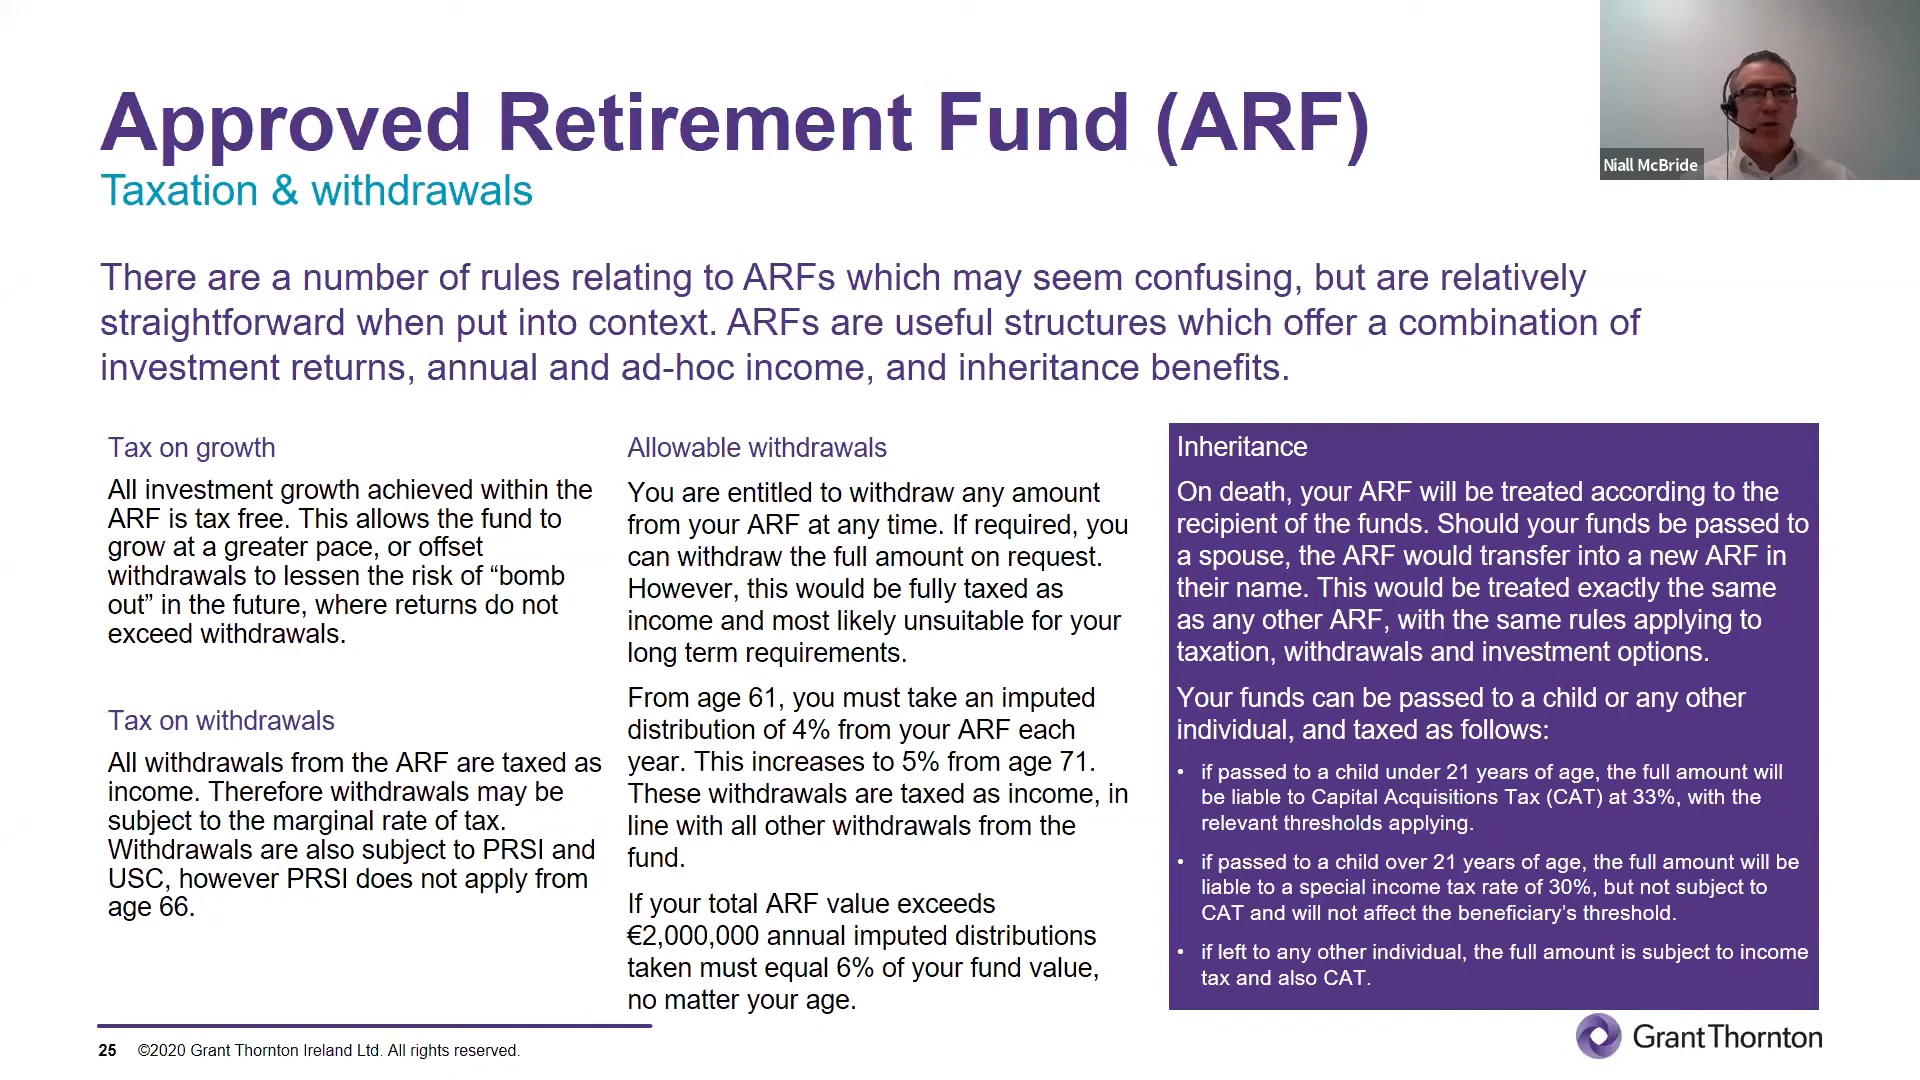 Approved Retirement Fund (ARF)
Taxation & withdrawals
Niall McBride
There are a number of rules relating to ARFs which may seem confusing, but are relatively
straightforward when put into context. ARFs are useful structures which offer a combination of
investment returns, annual and ad-hoc income, and inheritance benefits.
Tax on growth
All investment growth achieved within the
ARF is tax free. This allows the fund to
grow at a greater pace, or offset
withdrawals to lessen the risk of “bomb
out” in the future, where returns do not
exceed withdrawals.
Tax on withdrawals
All withdrawals from the ARF are taxed as
income. Therefore withdrawals may be
subject to the marginal rate of tax.
Withdrawals are also subject to PRSI and
USC, however PRSI does not apply from
age 66.
Allowable withdrawals
You are entitled to withdraw any amount
from your ARF at any time. If required, you
can withdraw the full amount on request.
However, this would be fully taxed as
income and most likely unsuitable for your
long term requirements.
From age 61, you must take an imputed
distribution of 4% from your ARF each
year. This increases to 5% from age 71.
These withdrawals are taxed as income, in
line with all other withdrawals from the
fund.
If your total ARF value exceeds
€2,000,000 annual imputed distributions
taken must equal 6% of your fund value,
no matter your age.
Inheritance
On death, your ARF will be treated according to the
recipient of the funds. Should your funds be passed to
a spouse, the ARF would transfer into a new ARF in
their name. This would be treated exactly the same
as any other ARF, with the same rules applying to
taxation, withdrawals and investment options.
Your funds can be passed to a child or any other
individual, and taxed as follows:
• if passed to a child under 21 years of age, the full amount will
be liable to Capital Acquisitions Tax (CAT) at 33%, with the
relevant thresholds applying.
• if passed to a child over 21 years of age, the full amount will be
liable to a special income tax rate of 30%, but not subject to
CAT and will not affect the beneficiary’s threshold.
• if left to any other individual, the full amount is subject to income
tax and also CAT.
25 ©2020 Grant Thornton Ireland Ltd. All rights reserved.
Grant Thornton